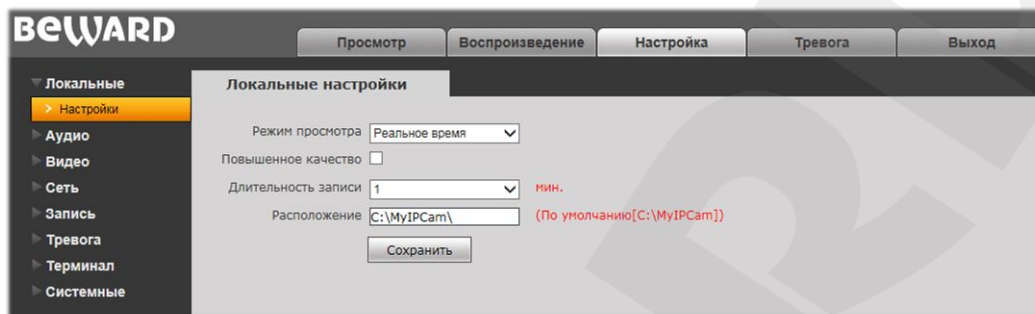 BEWARD
Просмотр Воспроизведение Настройка Тревога Выход
Локальные
> Настройки
Аудио
Видео
Сеть
Запись
Тревога
Терминал
Системные
Локальные настройки
Режим просмотра Реальное время
Повышенное качество
Длительность записи 1 мин.
Расположение C:\MyIPCam\ (По умолчанию[C:\MyIPCam])
Сохранить